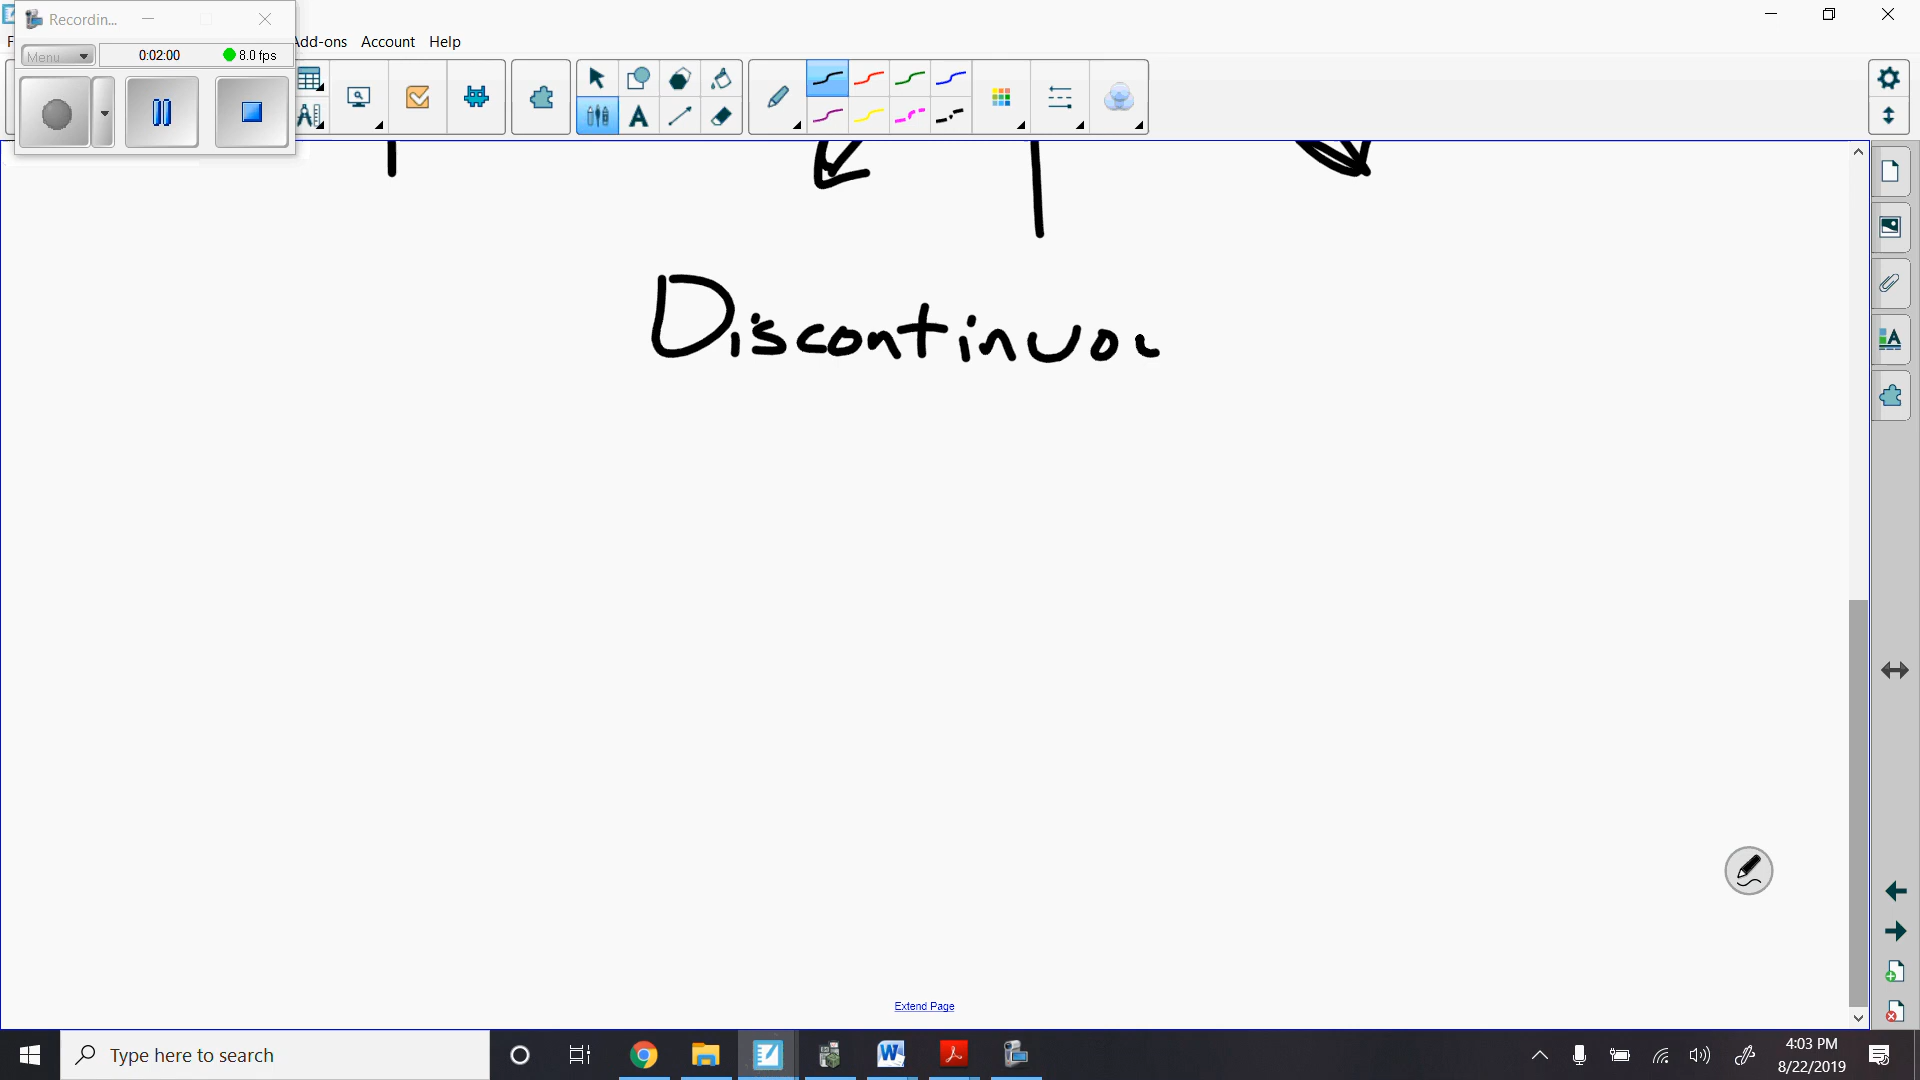 Recordin...
Add-ons Account Help
Menu 0:02:00 8.0 fps
Discontinuou
Extend Page
Type here to search
4:03 PM
8/22/2019